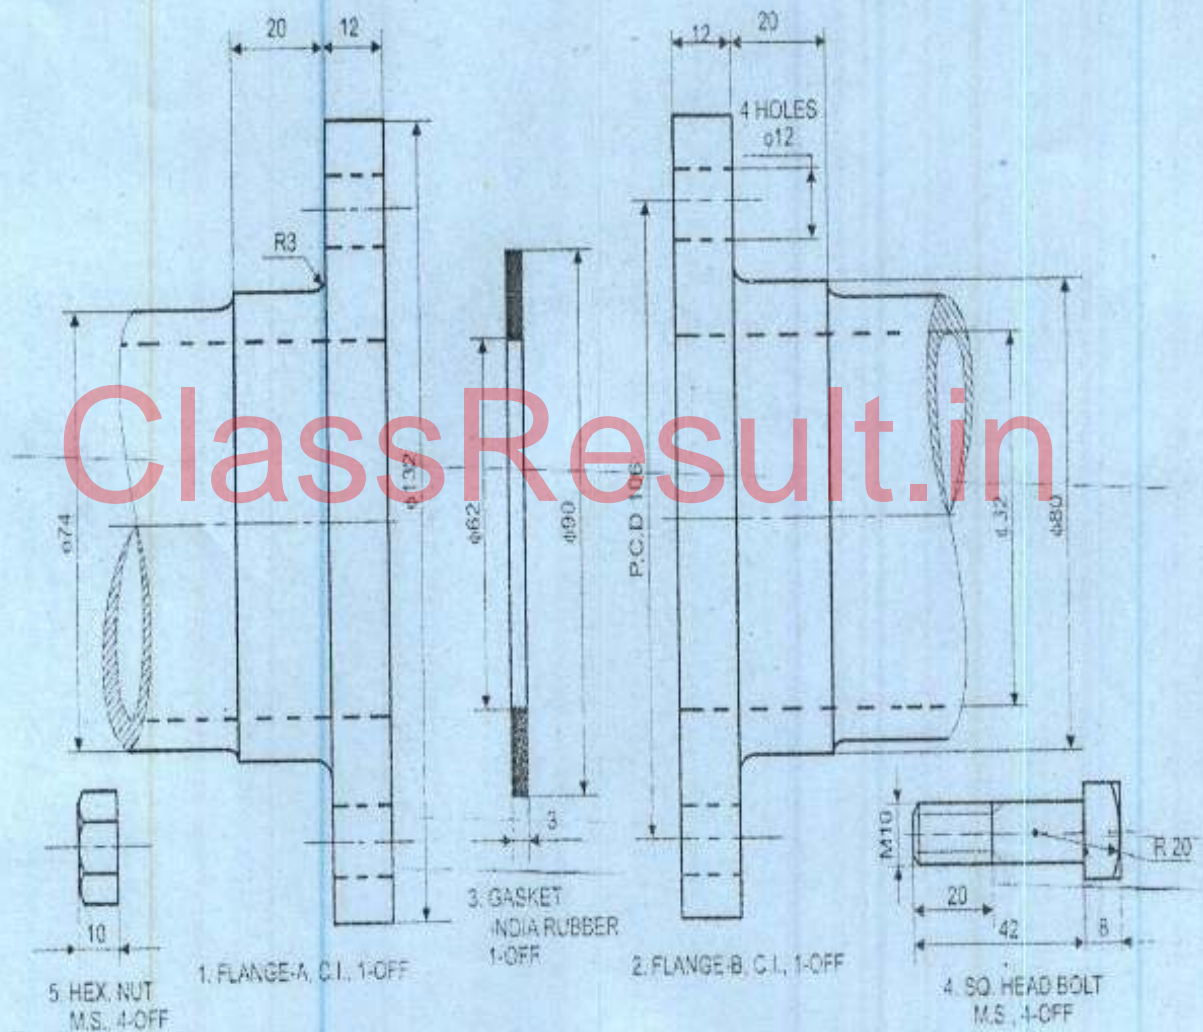 20
12
12
20
4 HOLES
φ12
R3
ClassResult.in
φ74
φ132
φ62
φ90
P.C.D 106
φ80
M10
R 20
3
20
42
8
10
3. GASKET
INDIA RUBBER
1-OFF
1. FLANGE-A, C.I., 1-OFF
2. FLANGE-B, C.I., 1-OFF
5. HEX. NUT
M.S., 4-OFF
4. SQ. HEAD BOLT
M.S., 4-OFF